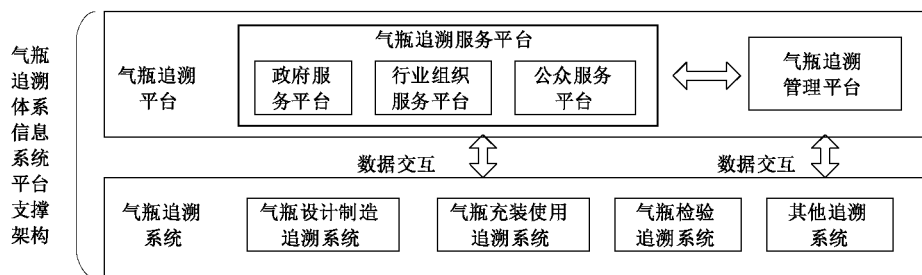 气瓶
追溯
体系
信息
系统
平台
支撑
架构
气瓶追溯
平台
气瓶追溯服务平台
政府服
务平台
行业组织
服务平台
公众服务
平台
气瓶追溯
管理平台
数据交互
数据交互
气瓶追溯
系统
气瓶设计制造
追溯系统
气瓶充装使用
追溯系统
气瓶检验
追溯系统
其他追溯
系统